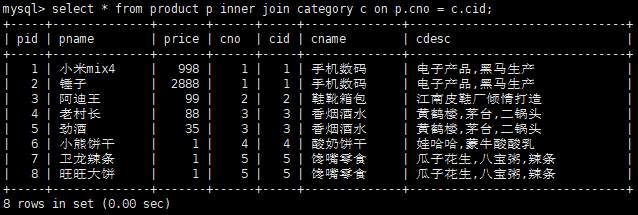 mysql> select * from product p inner join category c on p.cno = c.cid;
+-----+-----------+-------+-----+-----+----------+----------------------------+
| pid | pname | price | cno | cid | cname | cdesc |
+-----+-----------+-------+-----+-----+----------+----------------------------+
| 1 | 小米mix4 | 998 | 1 | 1 | 手机数码 | 电子产品,黑马生产 |
| 2 | 锤子 | 2888 | 1 | 1 | 手机数码 | 电子产品,黑马生产 |
| 3 | 阿迪王 | 99 | 2 | 2 | 鞋靴箱包 | 江南皮鞋厂倾情打造 |
| 4 | 老村长 | 88 | 3 | 3 | 香烟酒水 | 黄鹤楼,茅台,二锅头 |
| 5 | 劲酒 | 35 | 3 | 3 | 香烟酒水 | 黄鹤楼,茅台,二锅头 |
| 6 | 小熊饼干 | 1 | 4 | 4 | 酸奶饼干 | 娃哈哈,蒙牛酸酸乳 |
| 7 | 卫龙辣条 | 1 | 5 | 5 | 馋嘴零食 | 瓜子花生,八宝粥,辣条 |
| 8 | 旺旺大饼 | 1 | 5 | 5 | 馋嘴零食 | 瓜子花生,八宝粥,辣条 |
+-----+-----------+-------+-----+-----+----------+----------------------------+
8 rows in set (0.00 sec)